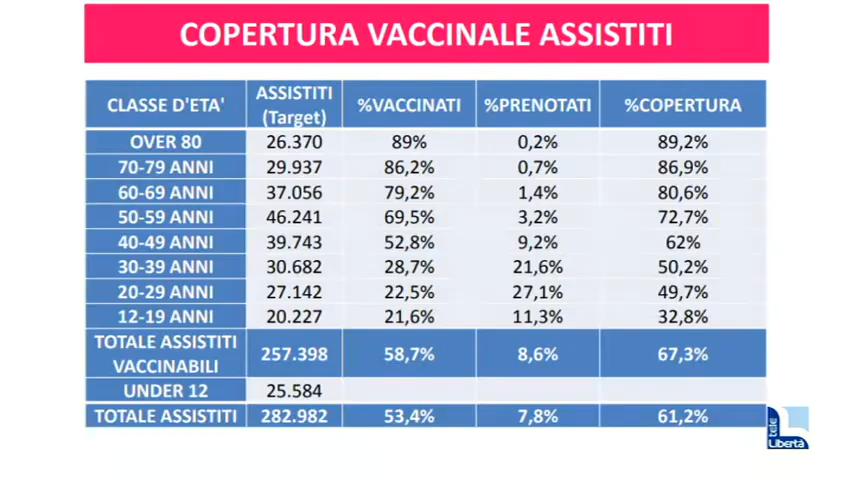 COPERTURA VACCINALE ASSISTITI
CLASSE D'ETA' ASSISTITI (Target) %VACCINATI %PRENOTATI %COPERTURA
OVER 80 26.370 89% 0,2% 89,2%
70-79 ANNI 29.937 86,2% 0,7% 86,9%
60-69 ANNI 37.056 79,2% 1,4% 80,6%
50-59 ANNI 46.241 69,5% 3,2% 72,7%
40-49 ANNI 39.743 52,8% 9,2% 62%
30-39 ANNI 30.682 28,7% 21,6% 50,2%
20-29 ANNI 27.142 22,5% 27,1% 49,7%
12-19 ANNI 20.227 21,6% 11,3% 32,8%
TOTALE ASSISTITI VACCINABILI 257.398 58,7% 8,6% 67,3%
UNDER 12 25.584
TOTALE ASSISTITI 282.982 53,4% 7,8% 61,2%
tele
Libertà